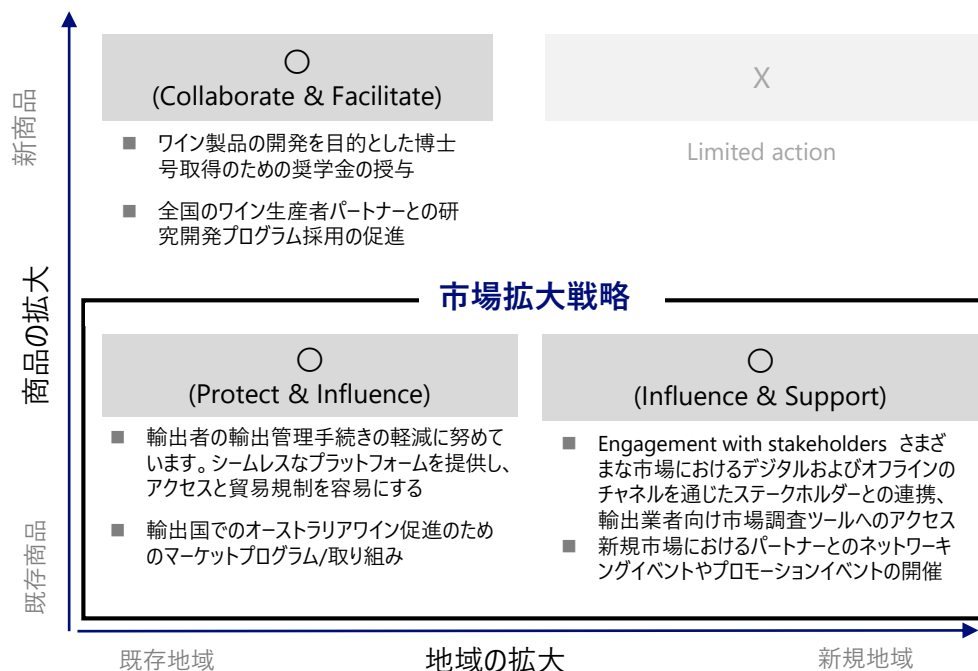 ○
(Collaborate & Facilitate)
■ ワイン製品の開発を目的とした博士
号取得のための奨学金の授与
■ 全国のワイン生産者パートナーとの研
究開発プログラム採用の促進
X
Limited action
新商品
商品の拡大
既存商品
市場拡大戦略
○
(Protect & Influence)
■ 輸出者の輸出管理手続きの軽減に努めて
います。シームレスなプラットフォームを提供し、
アクセスと貿易規制を容易にする
■ 輸出国でのオーストラリアワイン促進のため
のマーケットプログラム/取り組み
○
(Influence & Support)
■ Engagement with stakeholders さまざ
まな市場におけるデジタルおよびオフラインの
チャネルを通じたステークホルダーとの連携、
輸出業者向け市場調査ツールへのアクセス
■ 新規市場におけるパートナーとのネットワーキ
ングイベントやプロモーションイベントの開催
既存地域
地域の拡大
新規地域